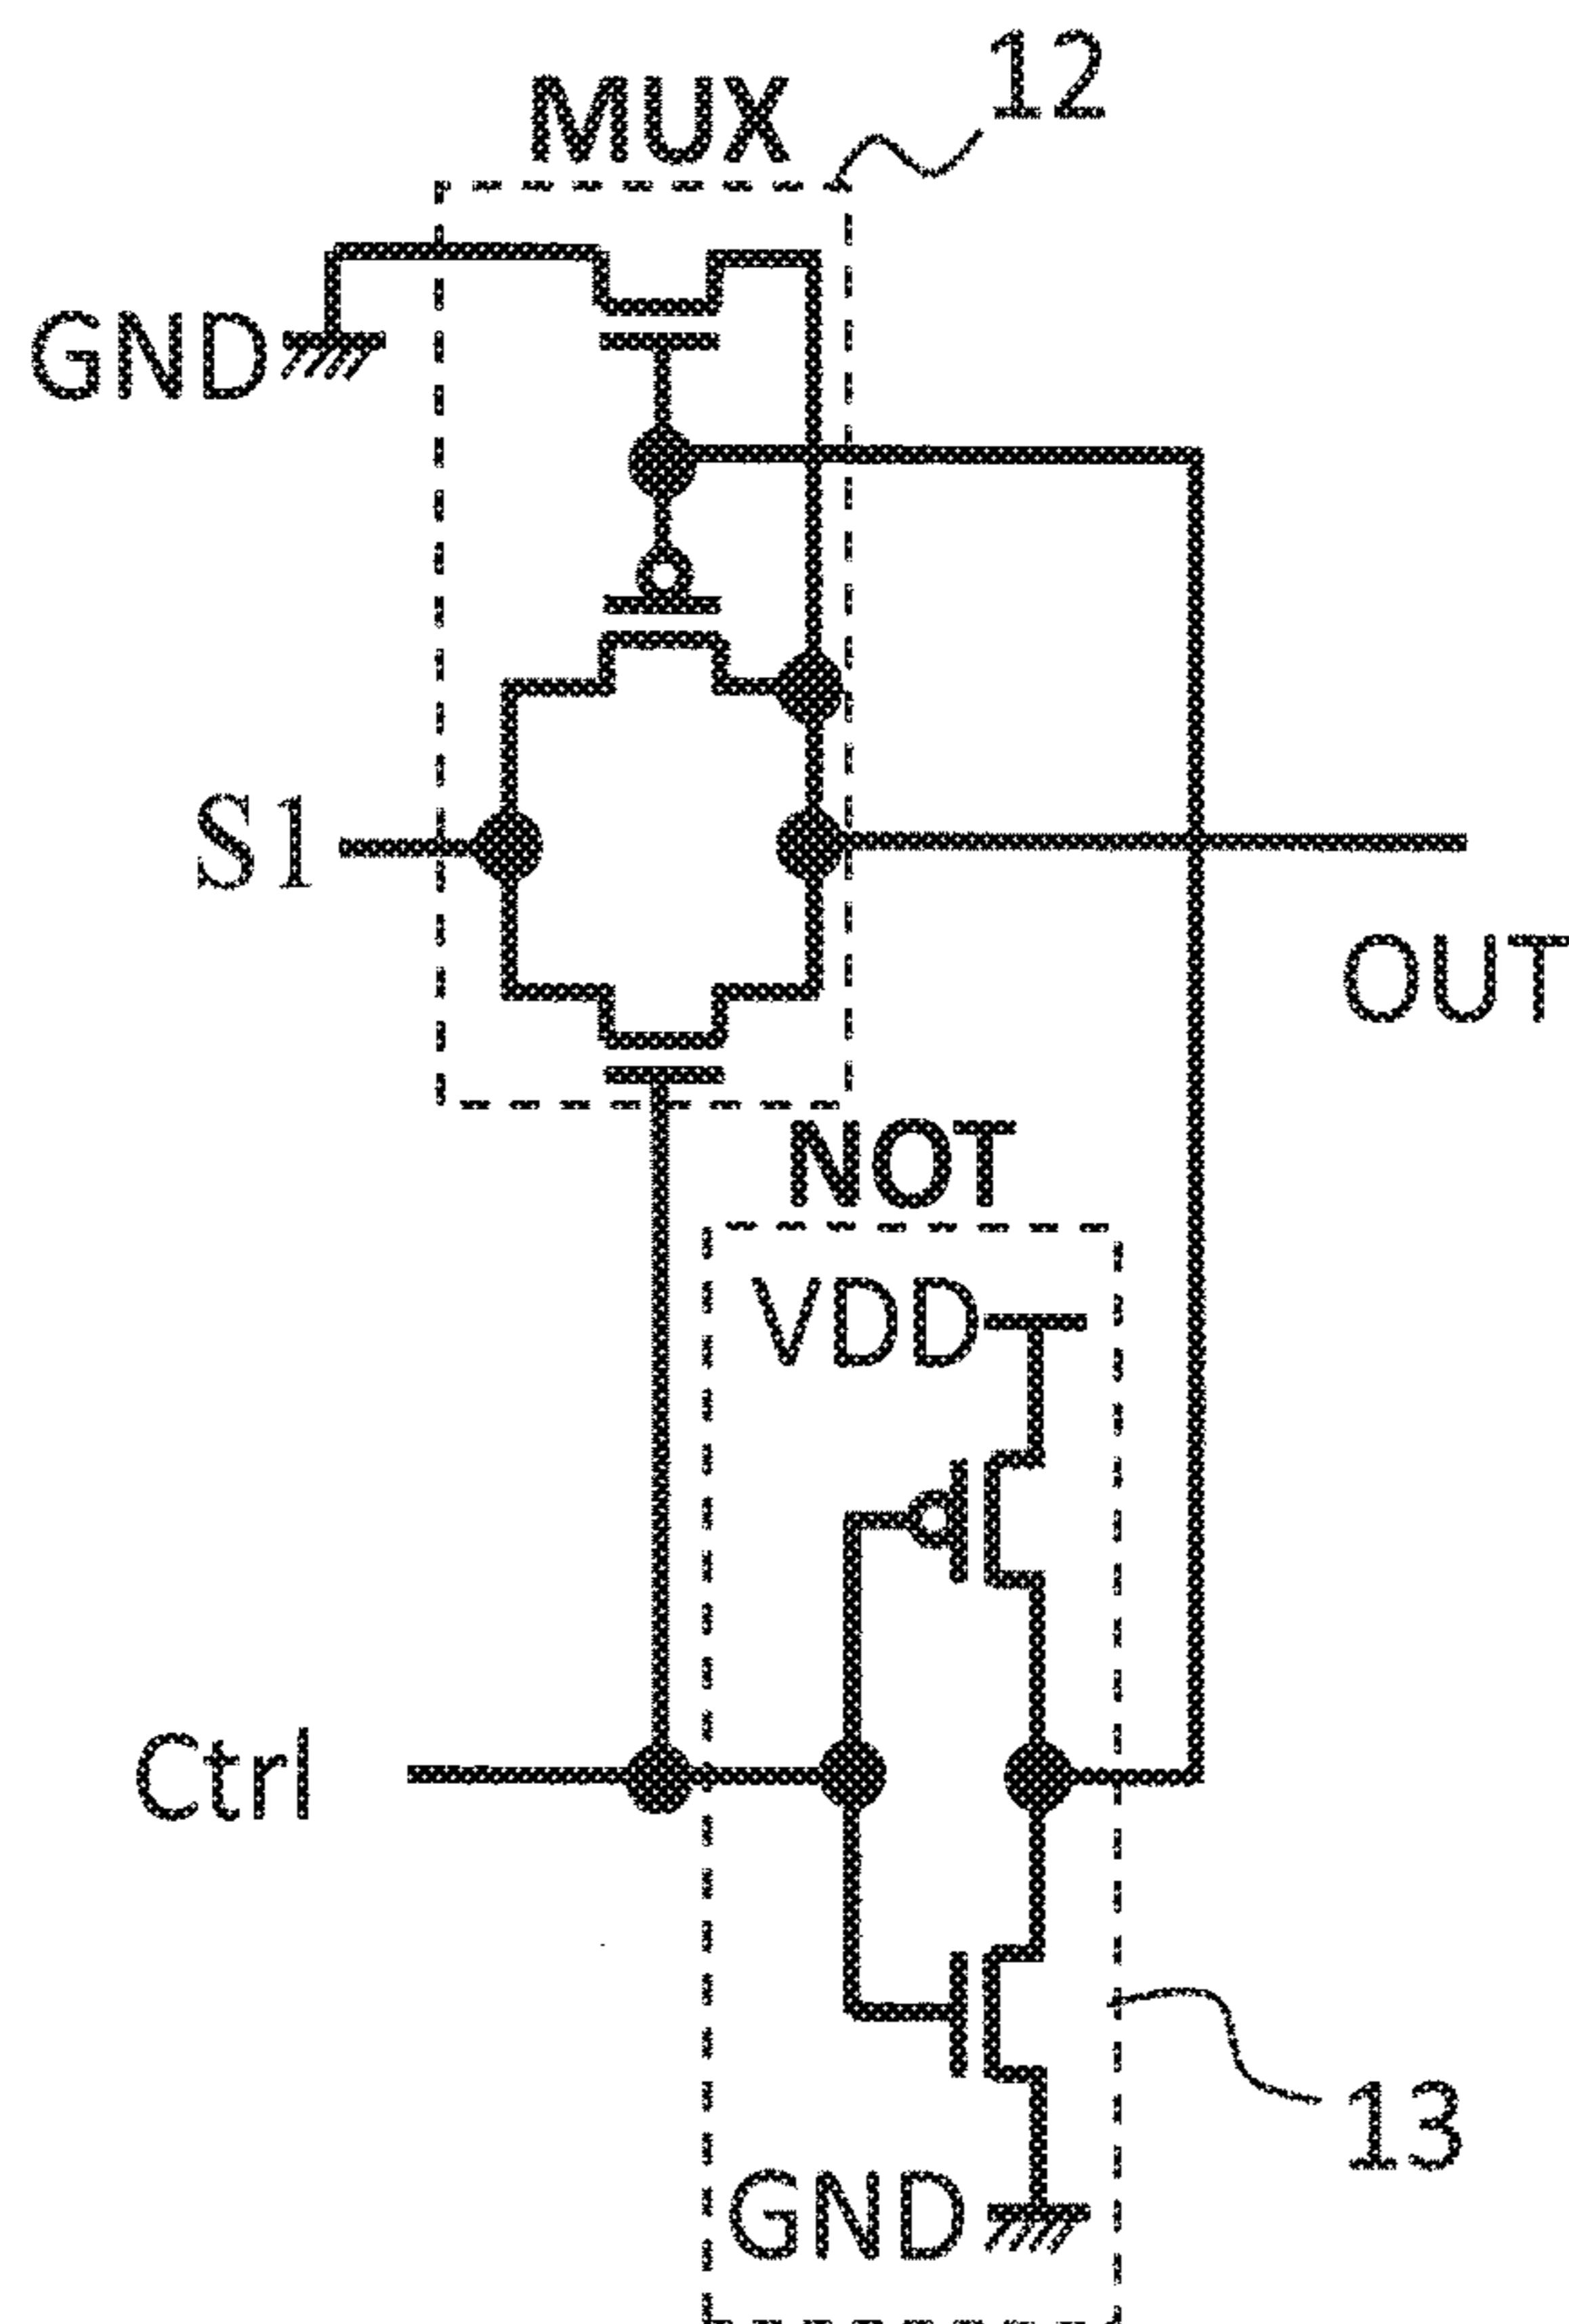 12
MUX
GND
S1
OUT
NOT
VDD
Ctrl
13
GND